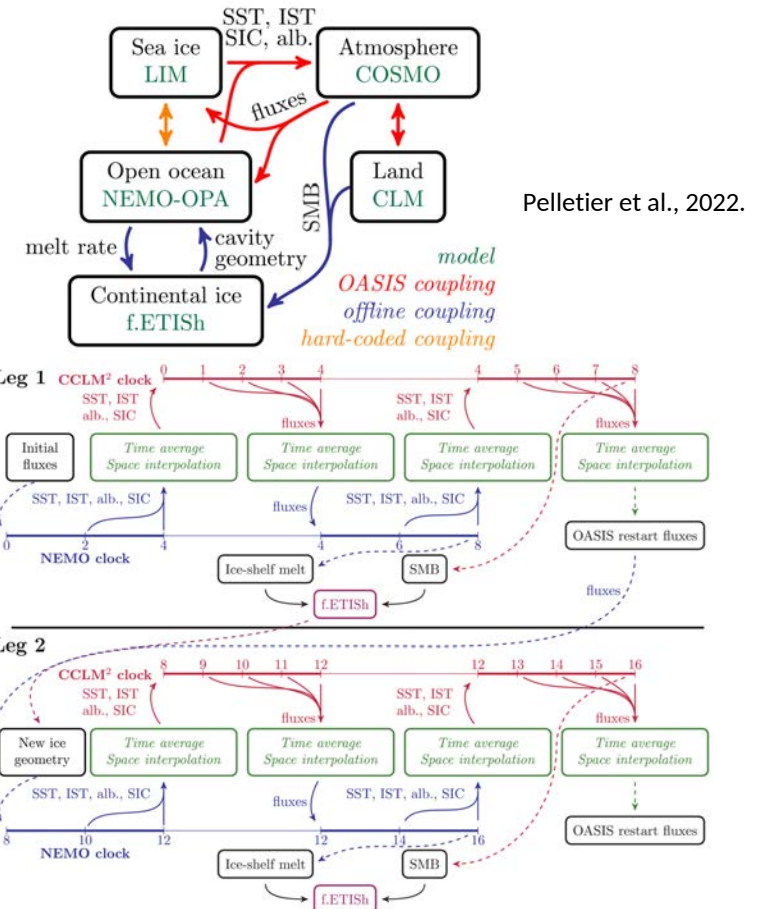 SST, IST
SIC, alb.
Sea ice
LIM
Atmosphere
COSMO
fluxes
Open ocean
NEMO-OPA
Land
CLM
SMB
Pelletier et al., 2022.
melt rate
cavity
geometry
Continental ice
f.ETISh
model
OASIS coupling
offline coupling
hard-coded coupling
Leg 1
CCLM² clock
0 1 2 3 4
4 5 6 7 8
SST, IST
alb., SIC
fluxes
SST, IST
alb., SIC
fluxes
Initial
fluxes
Time average
Space interpolation
Time average
Space interpolation
Time average
Space interpolation
Time average
Space interpolation
SST, IST, alb., SIC
fluxes
SST, IST, alb., SIC
OASIS restart fluxes
0 2 4
4 6 8
NEMO clock
Ice-shelf melt
SMB
f.ETISh
fluxes
Leg 2
CCLM² clock
8 9 10 11 12
12 13 14 15 16
SST, IST
alb., SIC
fluxes
SST, IST
alb., SIC
fluxes
New ice
geometry
Time average
Space interpolation
Time average
Space interpolation
Time average
Space interpolation
Time average
Space interpolation
SST, IST, alb., SIC
fluxes
SST, IST, alb., SIC
OASIS restart fluxes
8 10 12
12 14 16
NEMO clock
Ice-shelf melt
SMB
f.ETISh